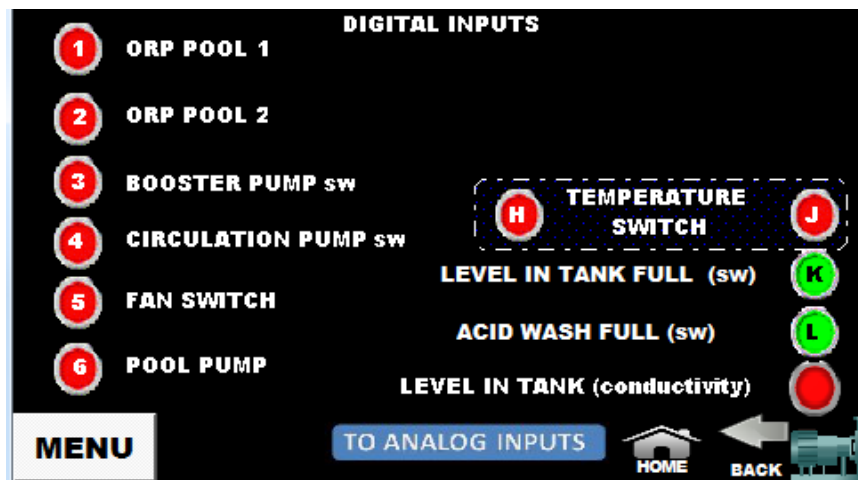 DIGITAL INPUTS
1 ORP POOL 1
2 ORP POOL 2
3 BOOSTER PUMP sw
4 CIRCULATION PUMP sw
5 FAN SWITCH
6 POOL PUMP
H TEMPERATURE J
SWITCH
LEVEL IN TANK FULL (sw) K
ACID WASH FULL (sw) L
LEVEL IN TANK (conductivity)
MENU
TO ANALOG INPUTS
HOME
BACK